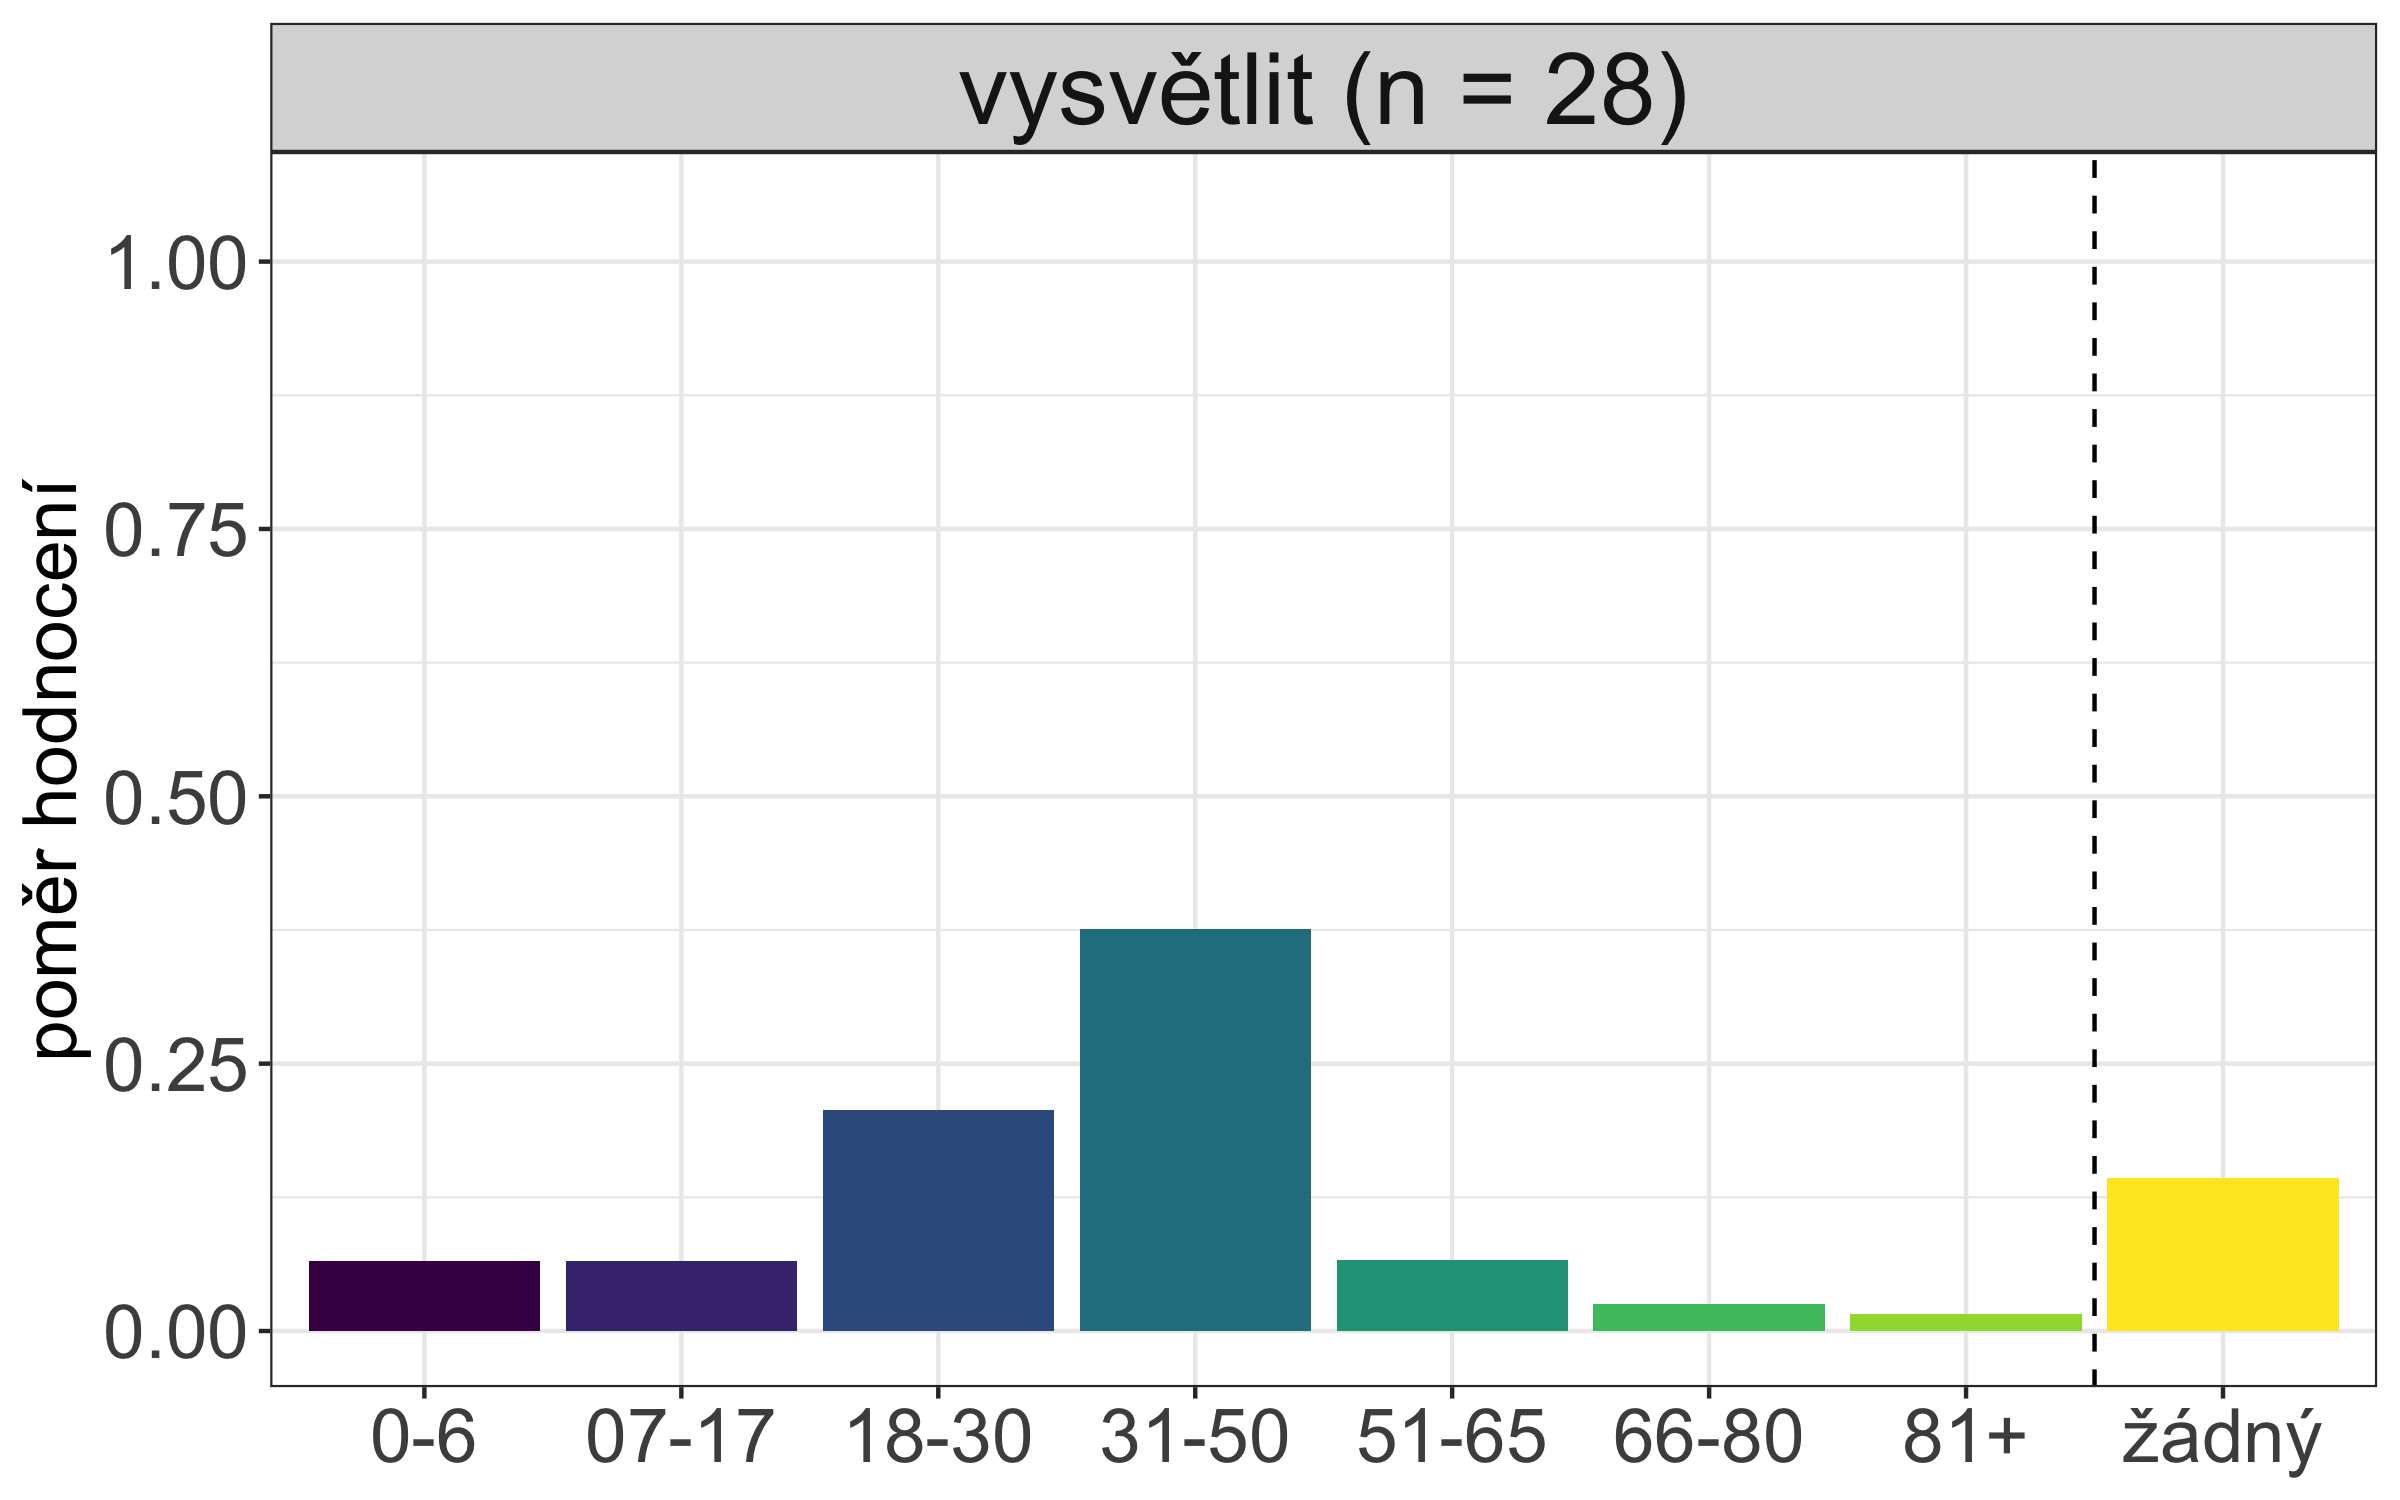 vysvětlit (n = 28)
poměr hodnocení
1.00
0.75
0.50
0.25
0.00
0-6 07-17 18-30 31-50 51-65 66-80 81+ žádný